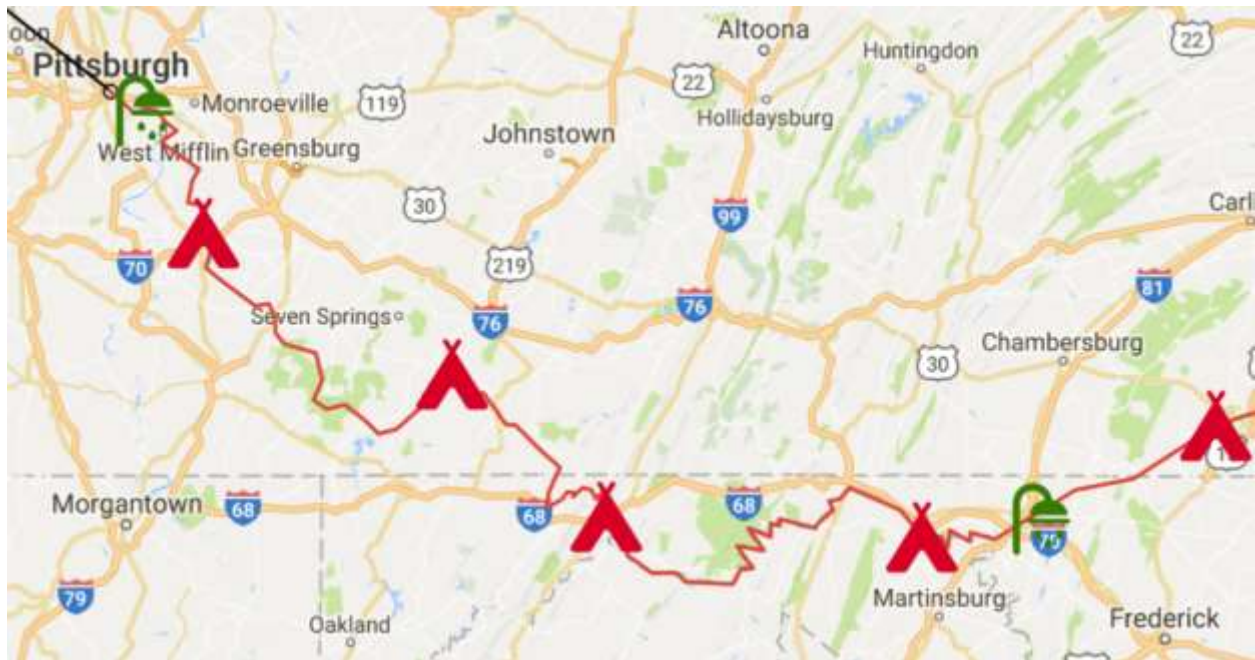 oon
Pittsburgh
Monroeville
119
West Mifflin
Greensburg
Johnstown
Altoona
22
Hollidaysburg
Huntingdon
22
30
219
99
70
76
76
Carli
81
Seven Springs
Chambersburg
30
Morgantown
68
68
68
79
Oakland
Martinsburg
Frederick